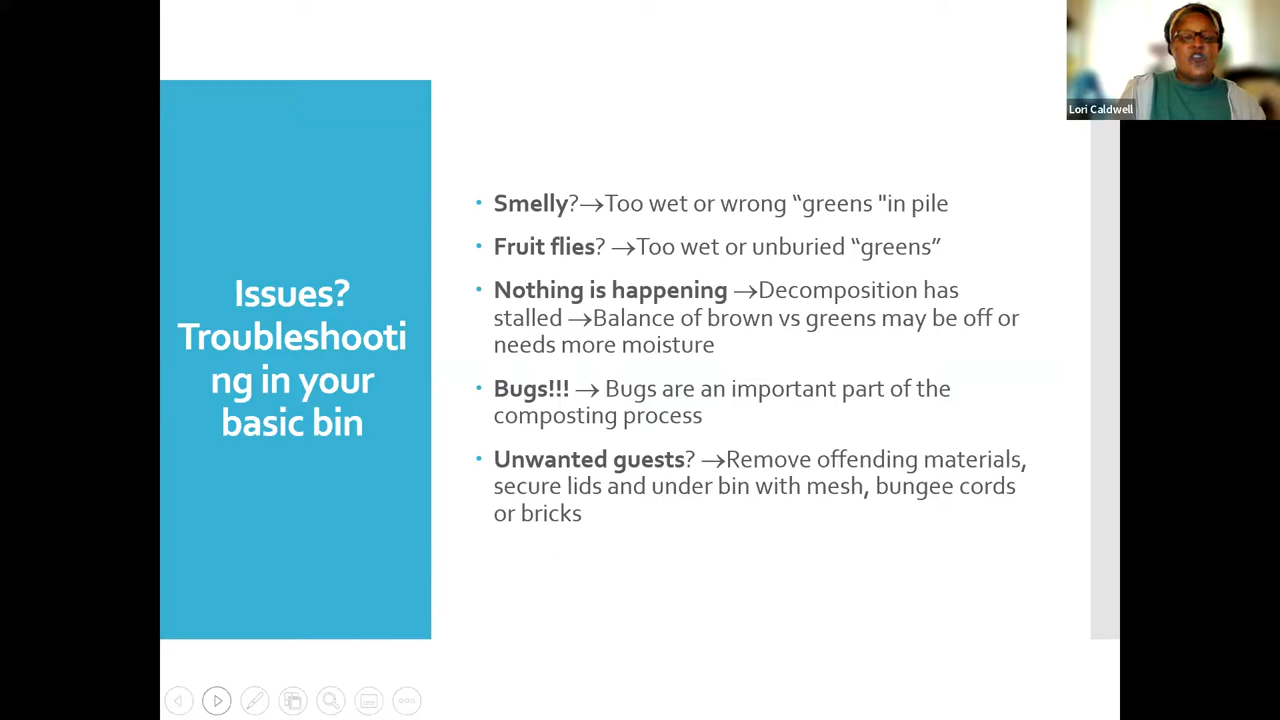 Lori Caldwell
Issues?
Troubleshooti
ng in your
basic bin
• Smelly?→Too wet or wrong “greens "in pile
• Fruit flies? →Too wet or unburied “greens”
• Nothing is happening →Decomposition has
stalled →Balance of brown vs greens may be off or
needs more moisture
• Bugs!!! → Bugs are an important part of the
composting process
• Unwanted guests? →Remove offending materials,
secure lids and under bin with mesh, bungee cords
or bricks